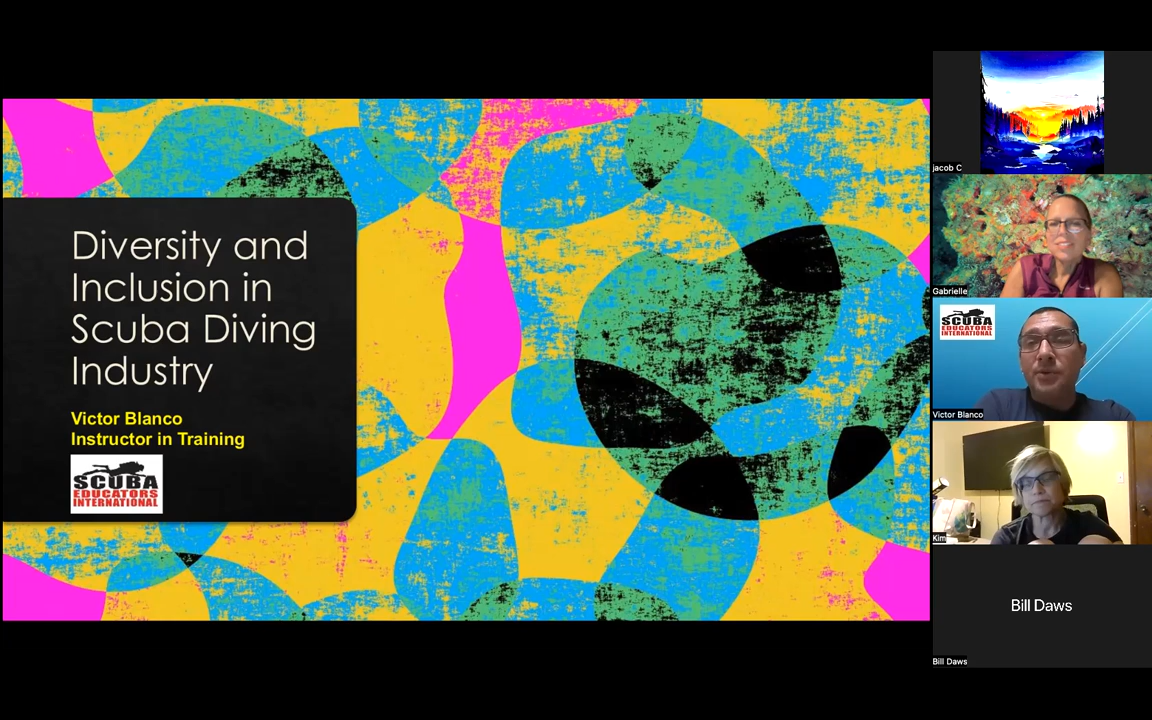 Diversity and
Inclusion in
Scuba Diving
Industry
Victor Blanco
Instructor in Training
SCUBA
EDUCATORS
INTERNATIONAL
jacob C
Gabrielle
SCUBA
EDUCATORS
INTERNATIONAL
Victor Blanco
Kim
Bill Daws
Bill Daws